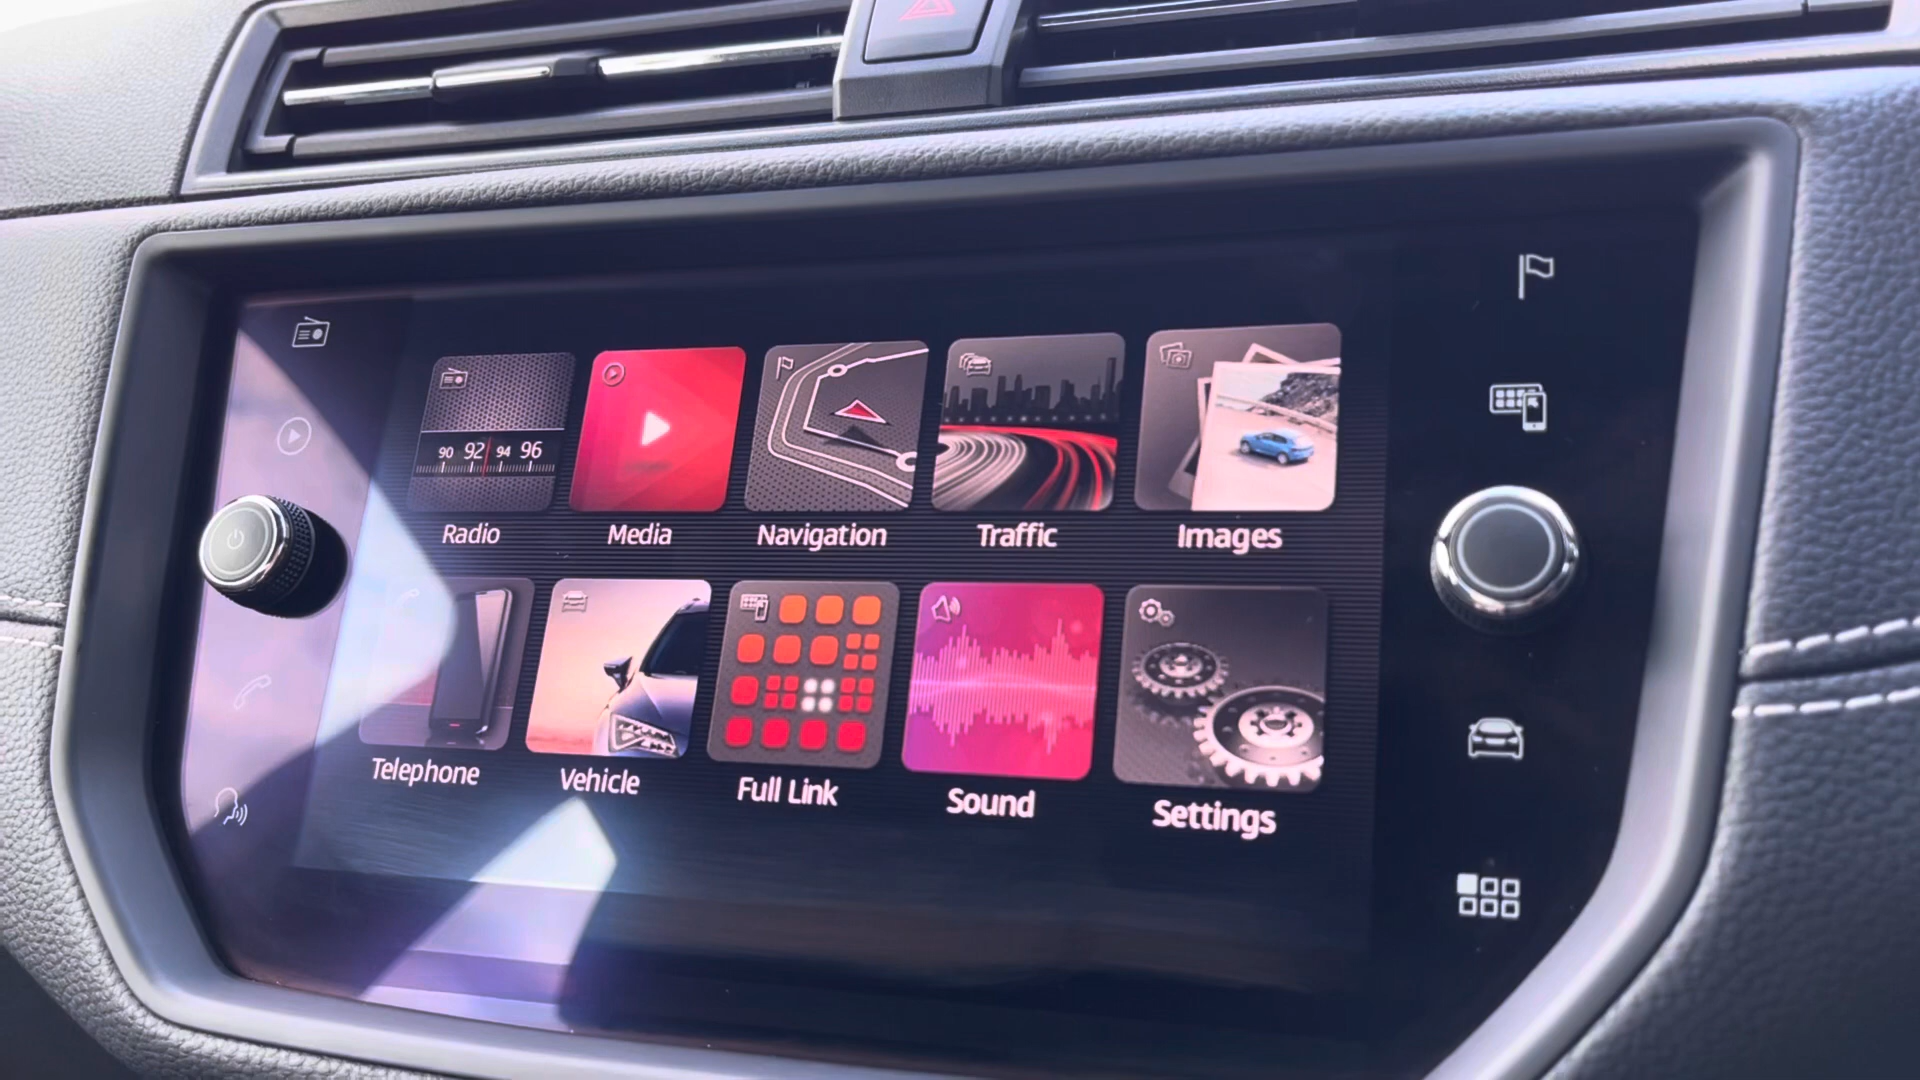 90 92 94 96
Radio Media Navigation Traffic Images
Telephone Vehicle Full Link Sound Settings